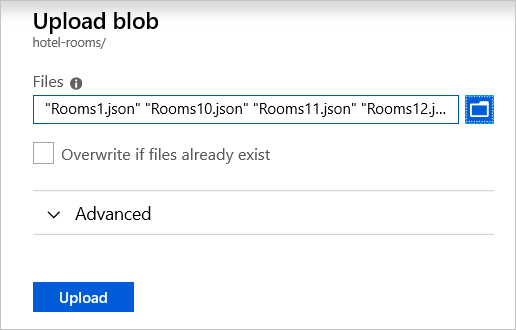 Upload blob
hotel-rooms/
Files
"Rooms1.json" "Rooms10.json" "Rooms11.json" "Rooms12.j...
Overwrite if files already exist
Advanced
Upload